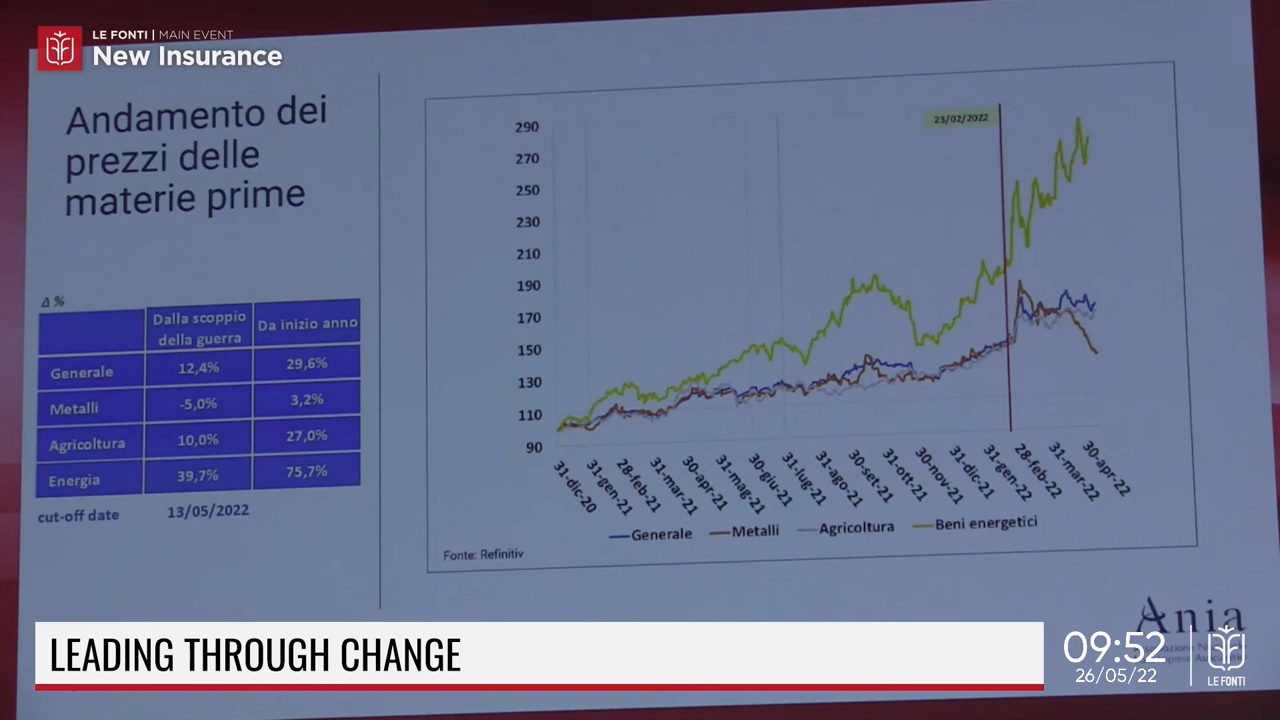 LE FONTI | MAIN EVENT
New Insurance
Andamento dei
prezzi delle
materie prime
Δ %
Dalla scoppio della guerra Da inizio anno
Generale 12,4% 29,6%
Metalli -5,0% 3,2%
Agricoltura 10,0% 27,0%
Energia 39,7% 75,7%
cut-off date 13/05/2022
23/02/2022
290
270
250
230
210
190
170
150
130
110
90
31-dic-20
31-gen-21
28-feb-21
31-mar-21
30-apr-21
31-mag-21
30-giu-21
31-lug-21
31-ago-21
30-set-21
31-ott-21
30-nov-21
31-dic-21
31-gen-22
28-feb-22
31-mar-22
30-apr-22
Generale Metalli Agricoltura Beni energetici
Fonte: Refinitiv
Ania
LEADING THROUGH CHANGE
09:52
26/05/22
LE FONTI